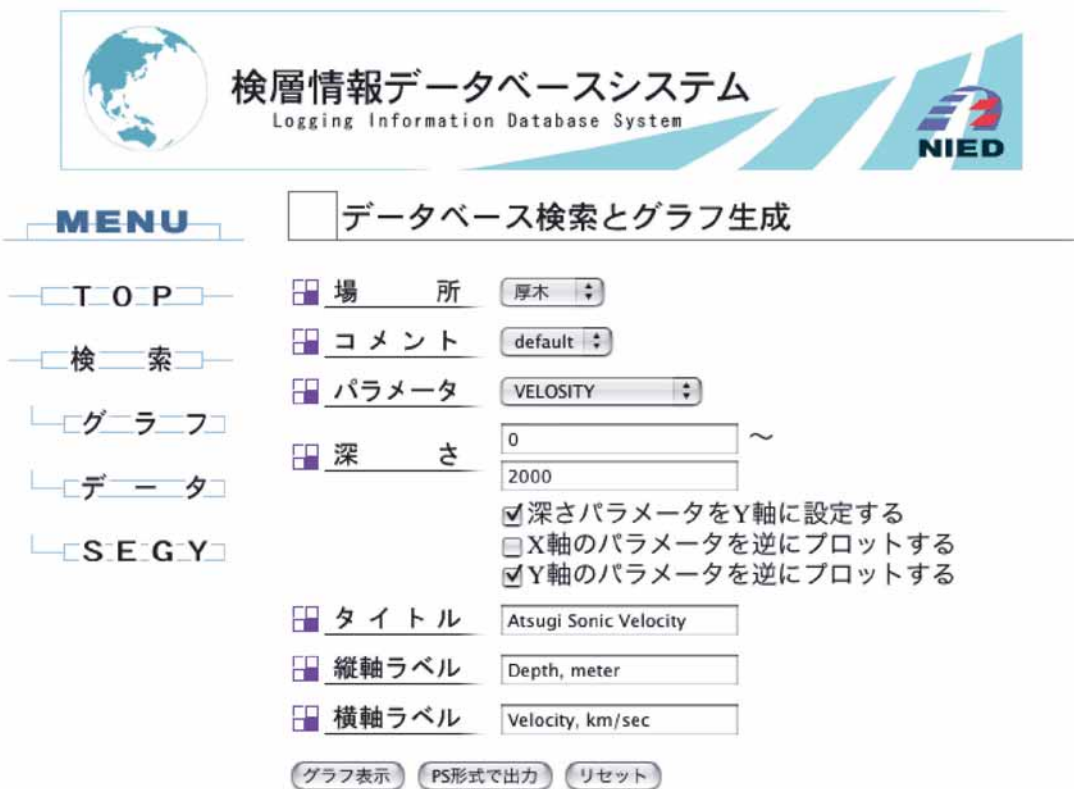 検層情報データベースシステム
Logging Information Database System
NIED
MENU
TOP
検索
グラフ
データ
SEGY
データベース検索とグラフ生成
場所 厚木
コメント default
パラメータ VELOSITY
深さ 0 ～
2000
深さパラメータをY軸に設定する
X軸のパラメータを逆にプロットする
Y軸のパラメータを逆にプロットする
タイトル Atsugi Sonic Velocity
縦軸ラベル Depth, meter
横軸ラベル Velocity, km/sec
グラフ表示 PS形式で出力 リセット